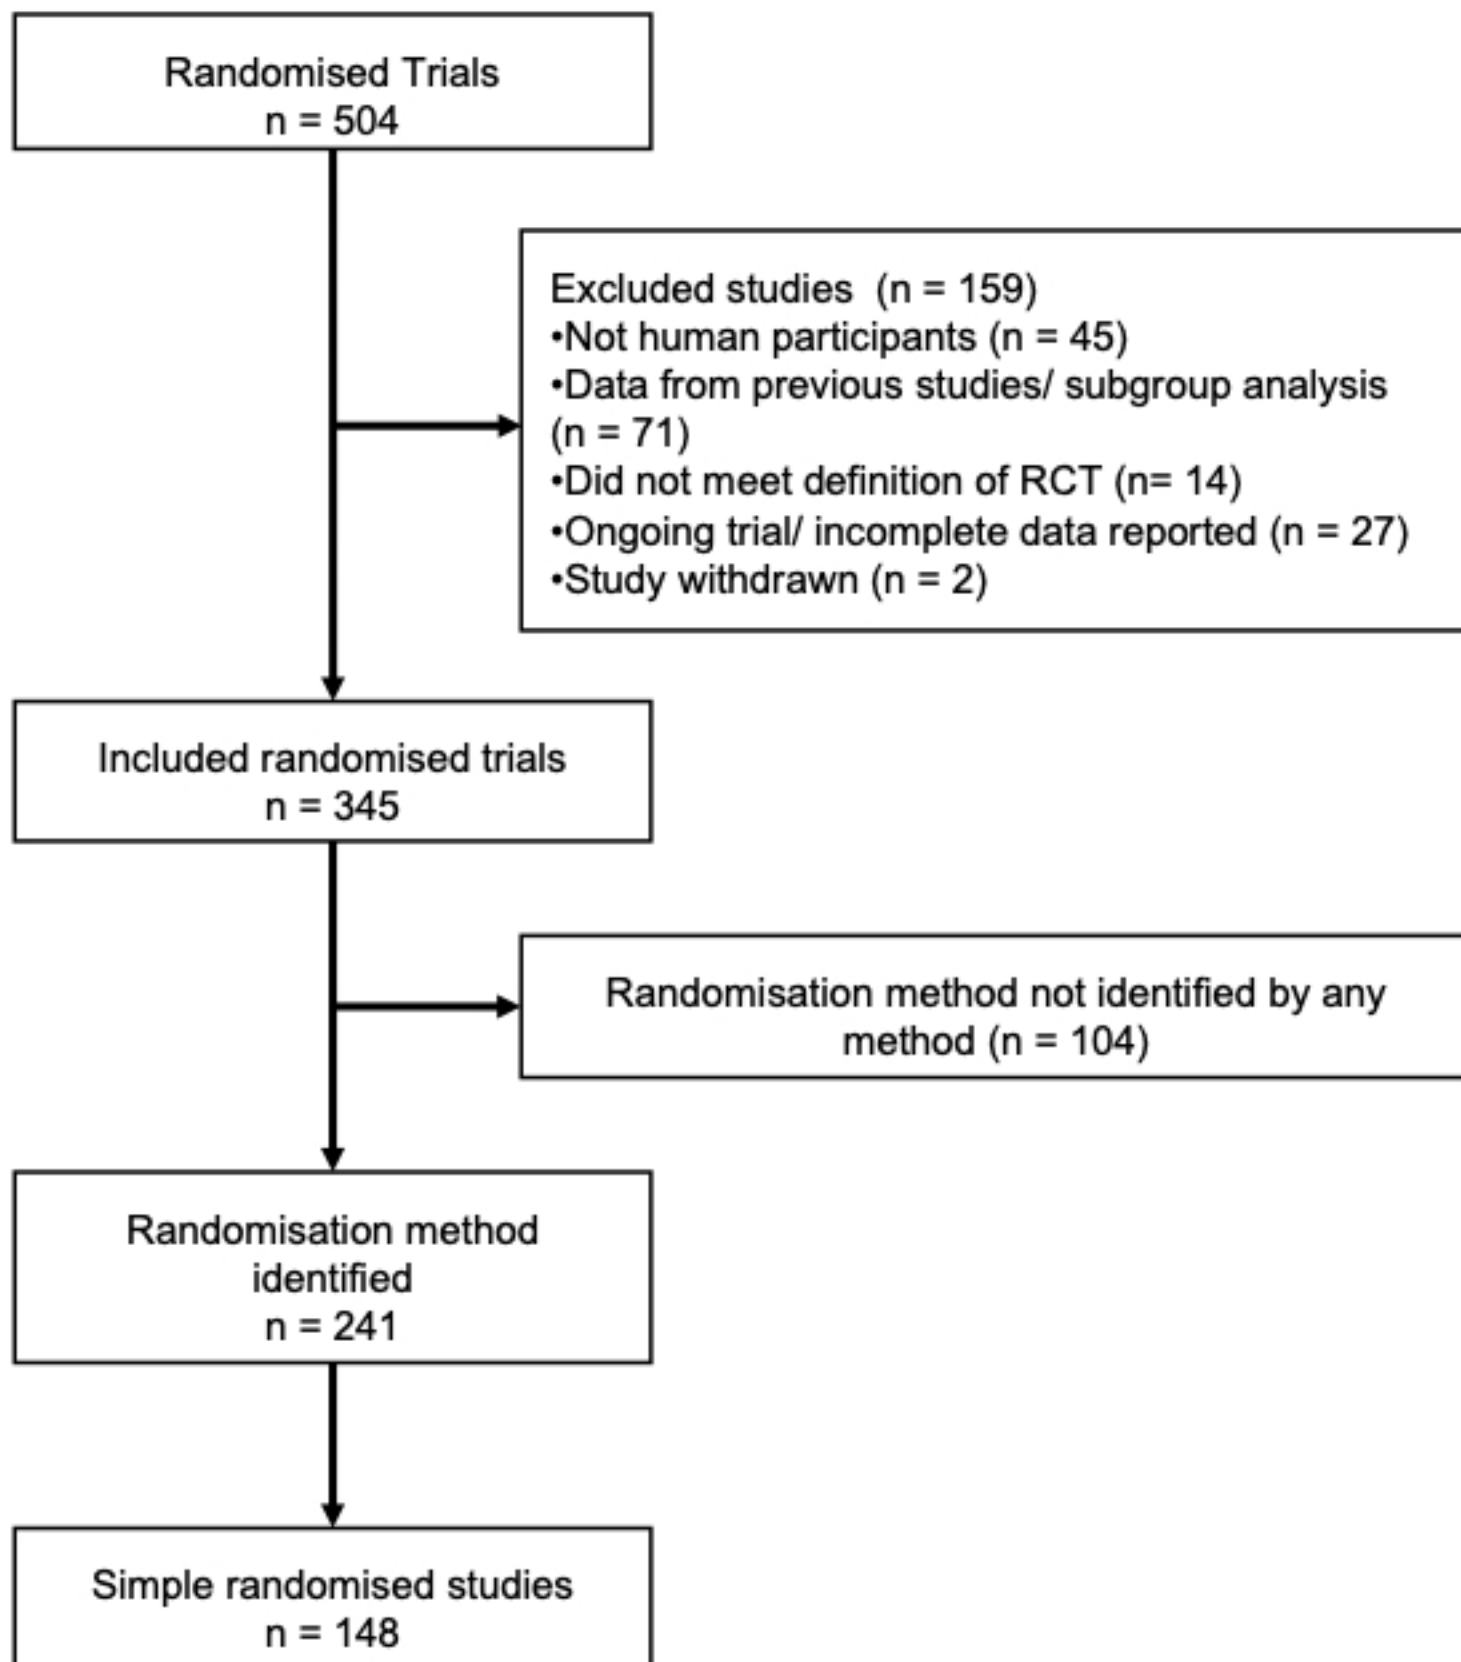 Randomised Trials
n = 504
Excluded studies  (n = 159)
•Not human participants (n = 45)
•Data from previous studies/ subgroup analysis
(n = 71)
•Did not meet definition of RCT (n= 14)
•Ongoing trial/ incomplete data reported (n = 27)
•Study withdrawn (n = 2)
Included randomised trials
n = 345
Randomisation method not identified by any
method (n = 104)
Randomisation method
identified
n = 241
Simple randomised studies
n = 148